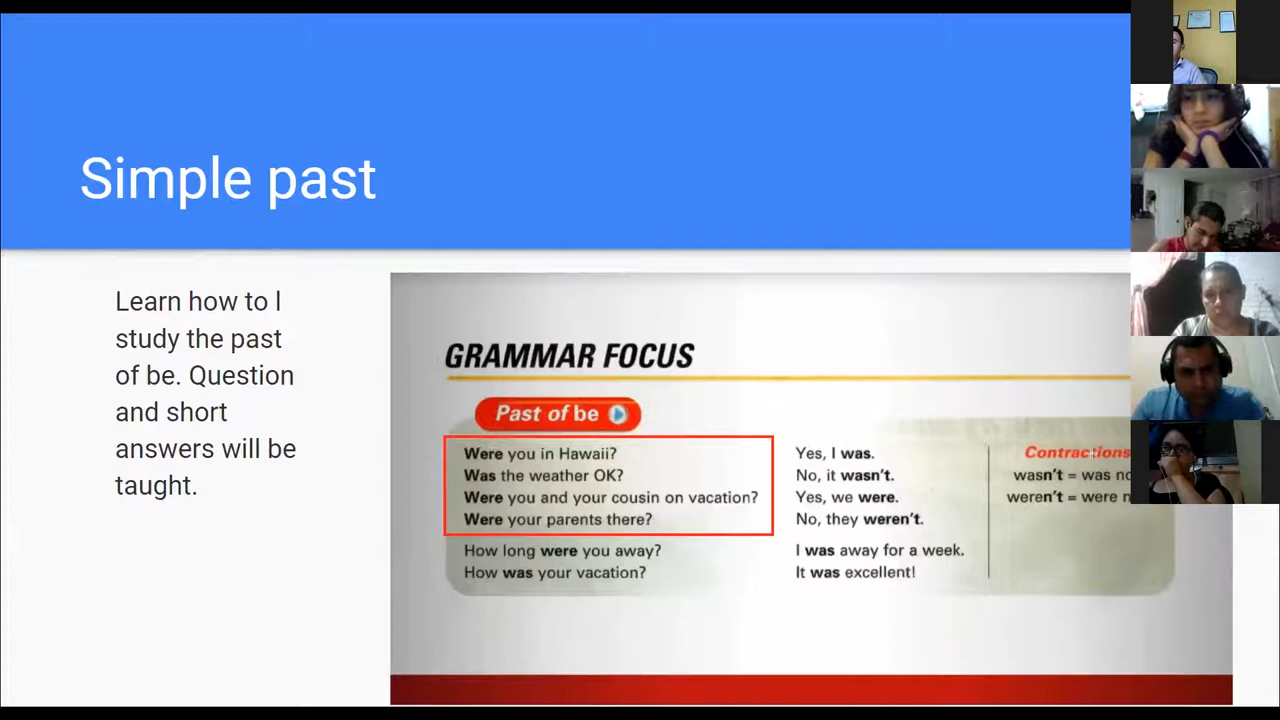 Simple past
Learn how to l
study the past
of be. Question
and short
answers will be
taught.
GRAMMAR FOCUS
Past of be
Were you in Hawaii?
Was the weather OK?
Were you and your cousin on vacation?
Were your parents there?
How long were you away?
How was your vacation?
Yes, I was.
No, it wasn't.
Yes, we were.
No, they weren't.
I was away for a week.
It was excellent!
Contractions
wasn't = was
weren't = were